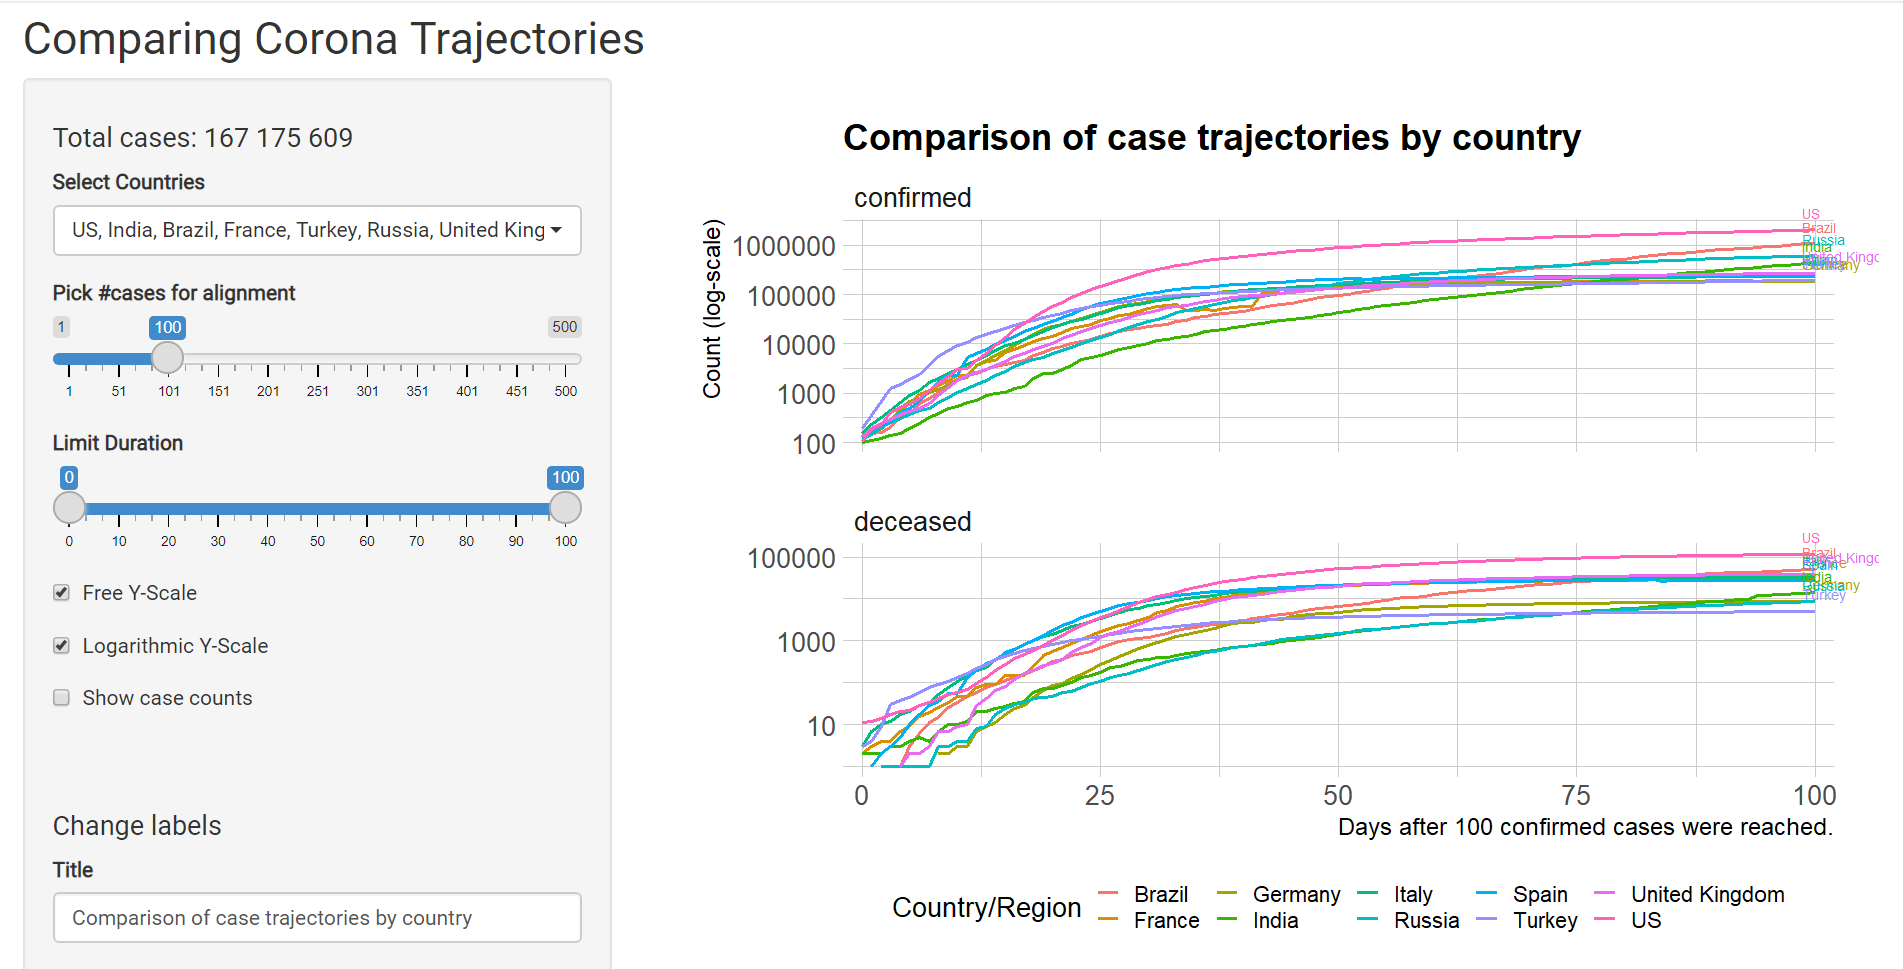 Comparing Corona Trajectories
Total cases: 167 175 609
Select Countries
US, India, Brazil, France, Turkey, Russia, United King
Pick #cases for alignment
1 100 500
1 51 101 151 201 251 301 351 401 451 500
Limit Duration
0 100
0 10 20 30 40 50 60 70 80 90 100
Free Y-Scale
Logarithmic Y-Scale
Show case counts
Change labels
Title
Comparison of case trajectories by country
Comparison of case trajectories by country
confirmed
Count (log-scale)
1000000
100000
10000
1000
100
US
Brazil
Russia
India
United Kingd
Germany
deceased
100000
1000
10
US
Brazil
United Kingd
Spain
India
Germany
Russia
Turkey
0 25 50 75 100
Days after 100 confirmed cases were reached.
Country/Region
Brazil Germany Italy Spain United Kingdom
France India Russia Turkey US